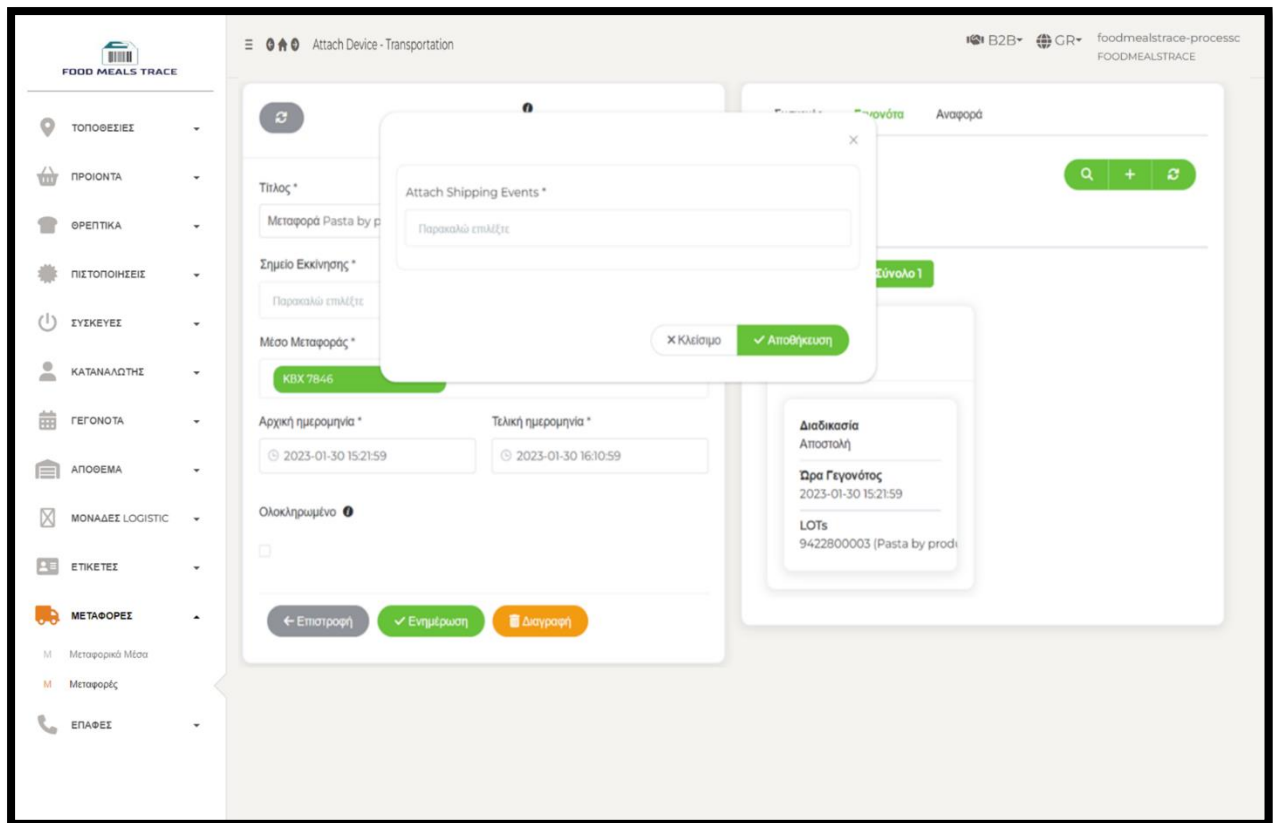 FOOD MEALS TRACE
Attach Device - Transportation
B2B
GR
foodmealstrace-processc
FOODMEALSTRACE
ΤΟΠΟΘΕΣΙΕΣ
ΠΡΟΙΟΝΤΑ
ΘΡΕΠΤΙΚΑ
ΠΙΣΤΟΠΟΙΗΣΕΙΣ
ΣΥΣΚΕΥΕΣ
ΚΑΤΑΝΑΛΩΤΗΣ
ΓΕΓΟΝΟΤΑ
ΑΠΟΘΕΜΑ
ΜΟΝΑΔΕΣ LOGISTIC
ΕΤΙΚΕΤΕΣ
ΜΕΤΑΦΟΡΕΣ
Μ Μεταφορικά Μέσα
Μ Μεταφορές
ΕΠΑΦΕΣ
Τίτλος *
Μεταφορά Pasta by p
Σημείο Εκκίνησης *
Παρακαλώ επιλέξτε
Μέσο Μεταφοράς *
KBX 7846
Αρχική ημερομηνία *
Τελική ημερομηνία *
2023-01-30 15:21:59
2023-01-30 16:10:59
Ολοκληρωμένο
Επιστροφή
Ενημέρωση
Διαγραφή
Attach Shipping Events *
Παρακαλώ επιλέξτε
Κλείσιμο
Αποθήκευση
Αναφορά
Σύνολο 1
Διαδικασία
Αποστολή
Ώρα Γεγονότος
2023-01-30 15:21:59
LOTs
9422800003 (Pasta by prod